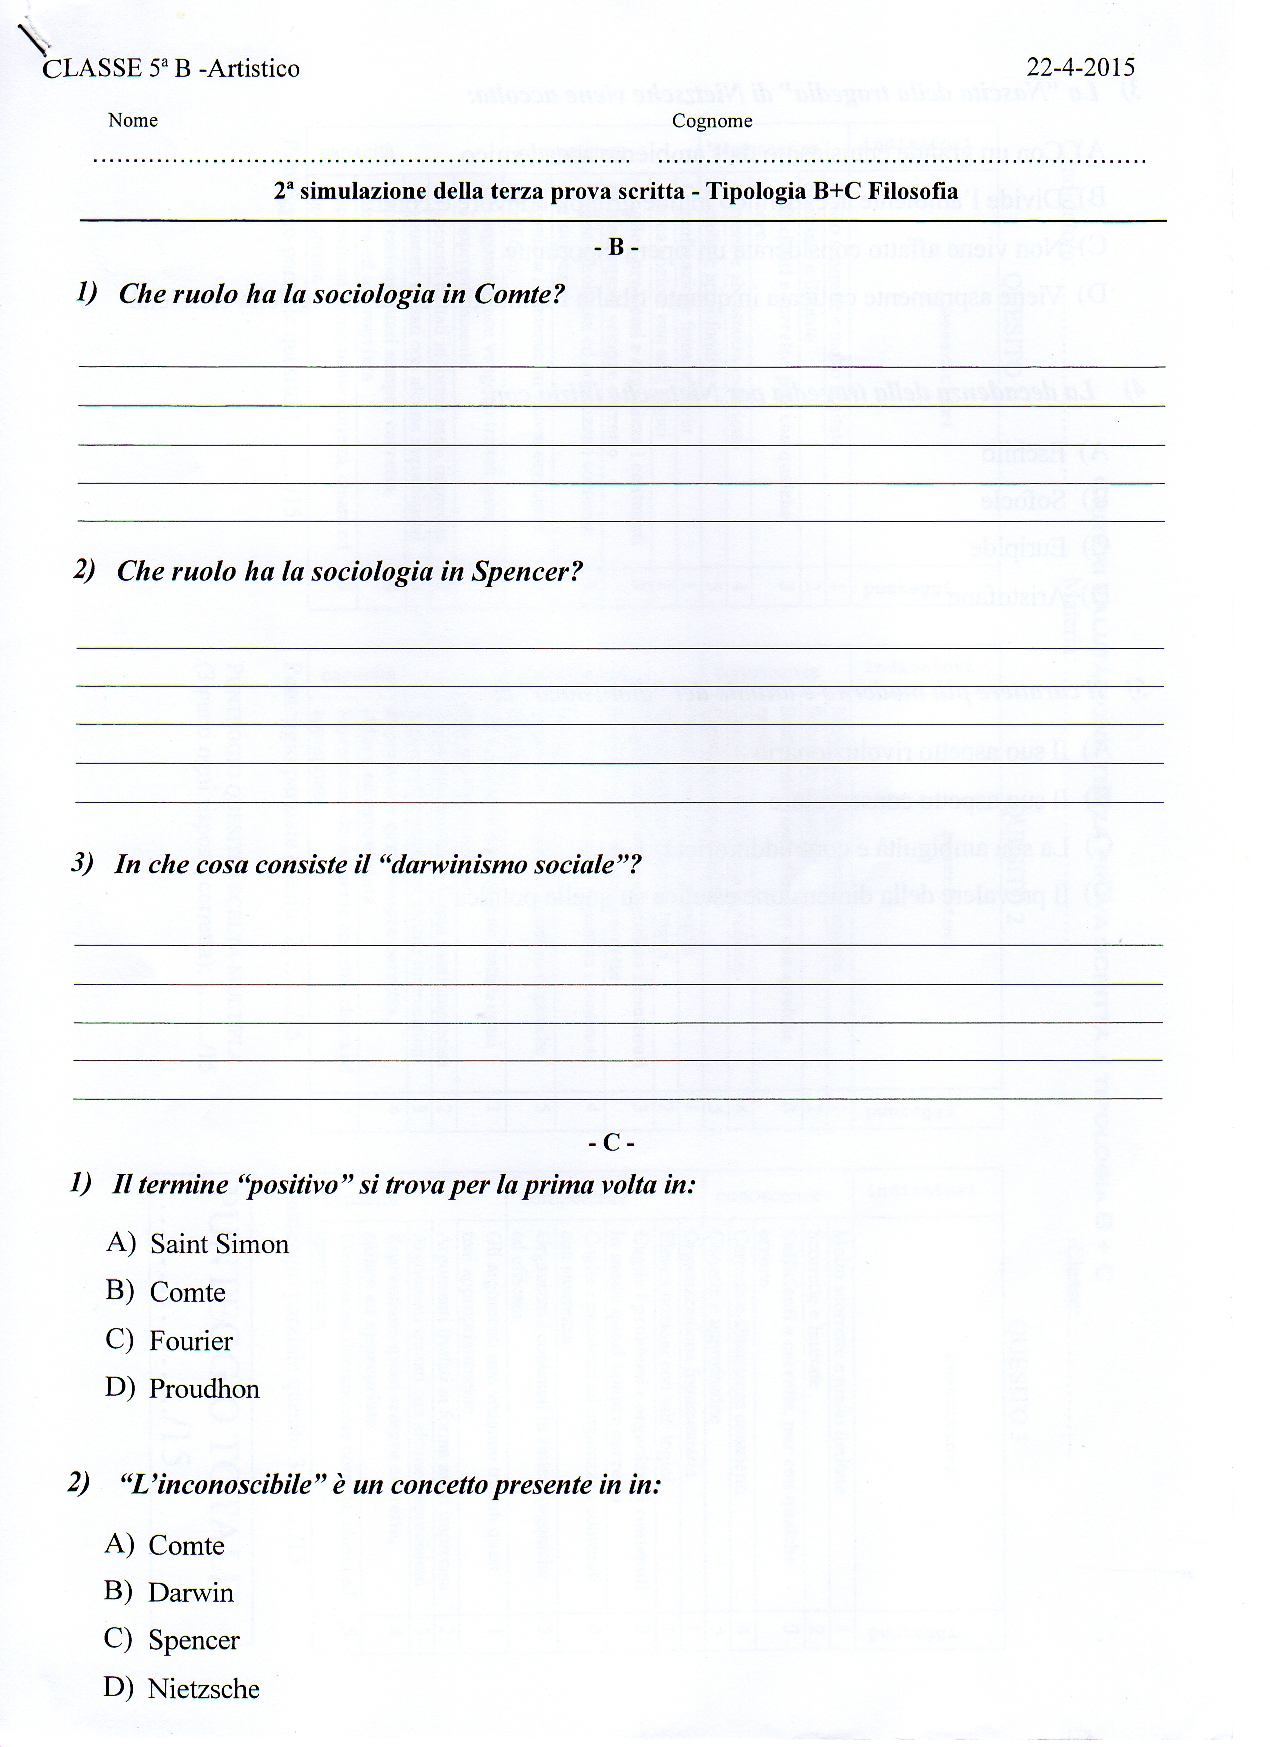 CLASSE 5ª B -Artistico 22-4-2015
Nome Cognome
2ª simulazione della terza prova scritta - Tipologia B+C Filosofia
- B -
1) Che ruolo ha la sociologia in Comte?
2) Che ruolo ha la sociologia in Spencer?
3) In che cosa consiste il “darwinismo sociale”?
- C -
1) Il termine “positivo” si trova per la prima volta in:
A) Saint Simon
B) Comte
C) Fourier
D) Proudhon
2) “L’inconoscibile” è un concetto presente in in:
A) Comte
B) Darwin
C) Spencer
D) Nietzsche